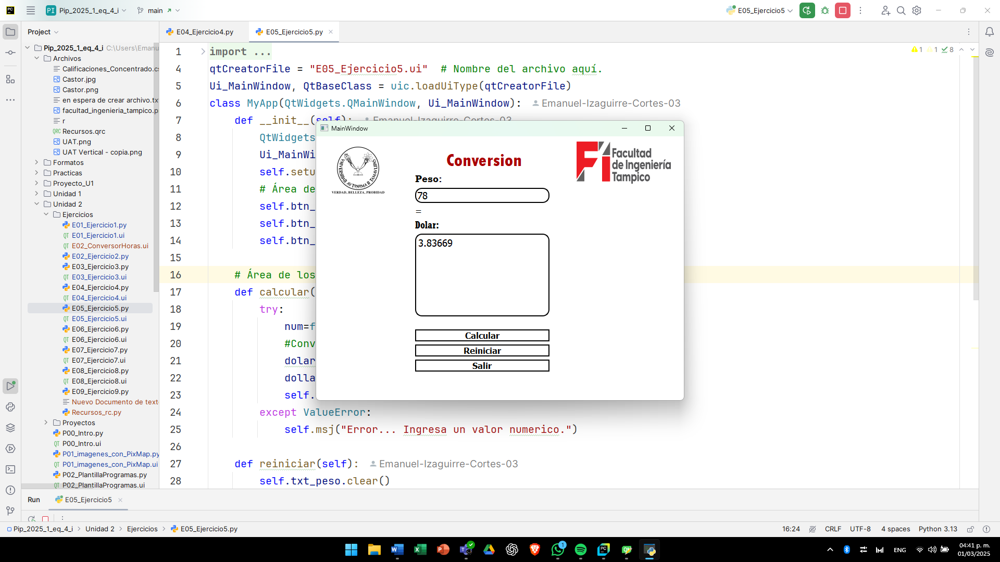 Pip_2025_1_eq_4_i
main
E05_Ejercicio5
Project
E04_Ejercicio4.py
E05_Ejercicio5.py
Pip_2025_1_eq_4_i C:\Users\Emanu
Archivos
Calificaciones_Concentrado.cs
Castor.jpg
Castor.png
en espera de crear archivo.tx
facultad_ingenieria_tampico.p
r
Recursos.qrc
UAT.png
UAT Vertical - copia.png
Formatos
Practicas
Proyecto_U1
Unidad 1
Unidad 2
Ejercicios
E01_Ejercicio1.py
E01_Ejercicio1.ui
E02_ConversorHoras.ui
E02_Ejercicio2.py
E03_Ejercicio3.py
E03_Ejercicio3.ui
E04_Ejercicio4.py
E04_Ejercicio4.ui
E05_Ejercicio5.py
E05_Ejercicio5.ui
E06_Ejercicio6.py
E06_Ejercicio6.ui
E07_Ejercicio7.py
E07_Ejercicio7.ui
E08_Ejercicio8.py
E08_Ejercicio8.ui
E09_Ejercicio9.py
Nuevo Documento de texto
Recursos_rc.py
Proyectos
P00_Intro.py
P00_Intro.ui
P01_imagenes_con_PixMap.py
P01_imagenes_con_PixMap.ui
P02_PlantillaProgramas.py
P02_PlantillaProgramas.ui
1 import ...
4 qtCreatorFile = "E05_Ejercicio5.ui" # Nombre del archivo aquí.
5 Ui_MainWindow, QtBaseClass = uic.loadUiType(qtCreatorFile)
6 class MyApp(QtWidgets.QMainWindow, Ui_MainWindow): Emanuel-Izaguirre-Cortes-03
7 def __init__(self): Emanuel-Izaguirre-Cortes-03
8 QtWidgets
9 Ui_MainWi
10 self.setu
11 # Área de
12 self.btn_
13 self.btn_
14 self.btn_
15
16 # Área de los
17 def calcular(
18 try:
19 num=f
20 #Conv
21 dolar
22 dolla
23 self.
24 except ValueError:
25 self.msj("Error... Ingresa un valor numerico.")
26
27 def reiniciar(self): Emanuel-Izaguirre-Cortes-03
28 self.txt_peso.clear()
1 1 8
MainWindow
VNIVERSIDAD AVTONOMA D TAMAVLIPAS
VERDAD, BELLEZA, PROBIDAD
Conversion
Fi Facultad
de Ingeniería
Tampico
Peso:
78
=
Dolar:
3.83669
Calcular
Reiniciar
Salir
Run
E05_Ejercicio5
Pip_2025_1_eq_4_i > Unidad 2 > Ejercicios > E05_Ejercicio5.py
16:24 CRLF UTF-8 4 spaces Python 3.13
1
ENG
04:41 p. m.
01/03/2025